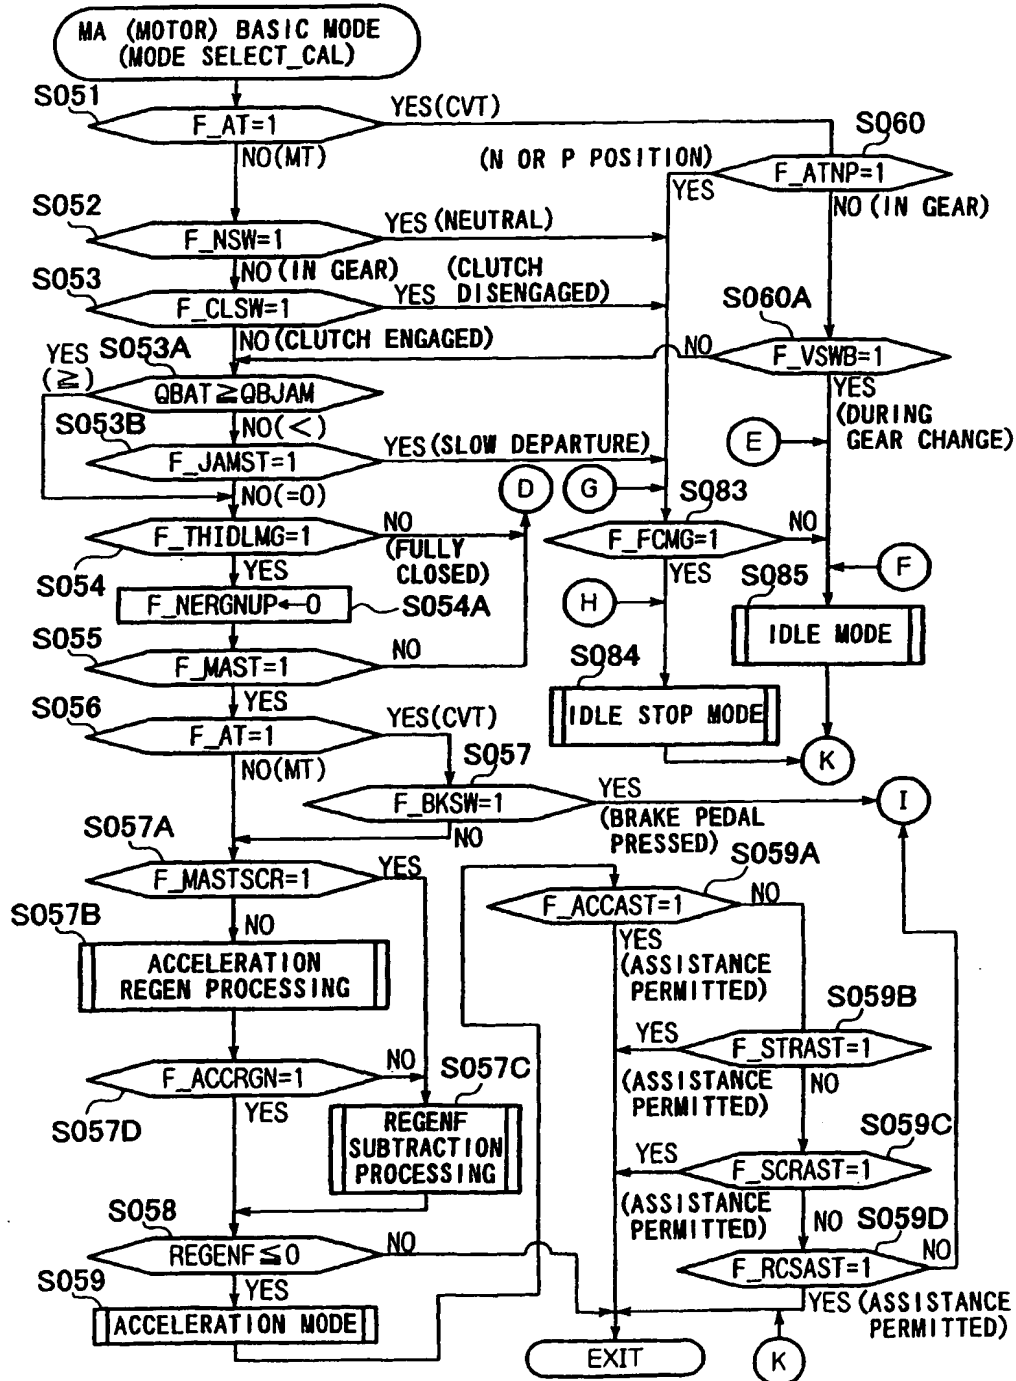 MA (MOTOR) BASIC MODE
(MODE SELECT_CAL)
S051
F_AT=1
YES(CVT)
NO(MT)
S060
(N OR P POSITION)
F_ATNP=1
YES
NO(IN GEAR)
S052
F_NSW=1
YES(NEUTRAL)
NO(IN GEAR)
S053
F_CLSW=1
(CLUTCH
YES DISENGAGED)
NO(CLUTCH ENGAGED)
S060A
F_VSWB=1
NO
YES
(DURING
GEAR CHANGE)
S053A
YES
(≧)
QBAT≧QBJAM
NO(<)
S053B
F_JAMST=1
YES(SLOW DEPARTURE)
NO(=0)
E
D
G
S083
F_FCMG=1
NO
YES
F_THIDLMG=1
NO
(FULLY
CLOSED)
S054
YES
F_NERGNUP←0
S054A
H
S085
F
IDLE MODE
S055
F_MAST=1
NO
YES
S084
IDLE STOP MODE
K
S056
F_AT=1
YES(CVT)
NO(MT)
S057
F_BKSW=1
YES
(BRAKE PEDAL
PRESSED)
NO
I
S057A
F_MASTSCR=1
YES
NO
S059A
F_ACCAST=1
NO
YES
(ASSISTANCE
PERMITTED)
S057B
ACCELERATION
REGEN PROCESSING
S059B
YES
F_STRAST=1
(ASSISTANCE
PERMITTED)
NO
F_ACCRGN=1
NO
S057D
YES
S057C
REGENF
SUBTRACTION
PROCESSING
S059C
YES
F_SCRAST=1
(ASSISTANCE
PERMITTED)
NO
S058
REGENF≦0
NO
YES
S059D
F_RCSAST=1
NO
YES(ASSISTANCE
PERMITTED)
S059
ACCELERATION MODE
EXIT
K